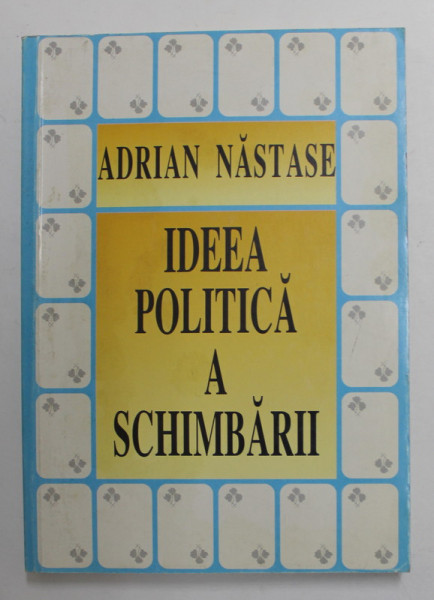 ADRIAN NĂSTASE
IDEEA
POLITICĂ
A
SCHIMBĂRII